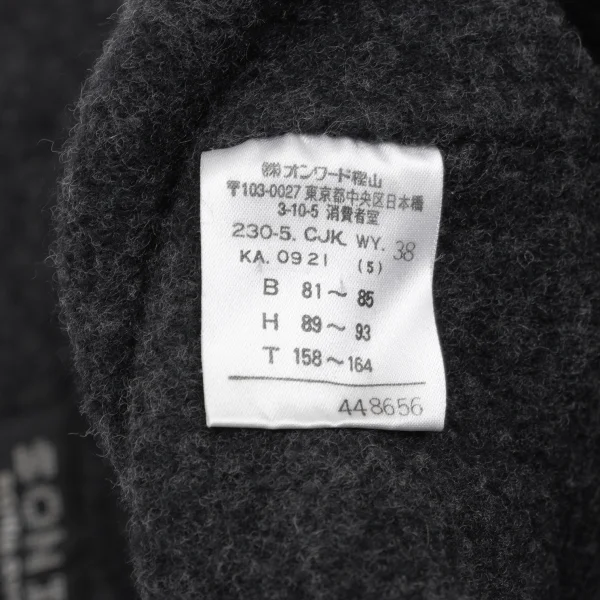 ㈱オンワード樫山
〒103-0027 東京都中央区日本橋
3-10-5 消費者室
230-5. CJK. WY. 38
KA. 0921 (5)
B 81～85
H 89～93
T 158～164
448656